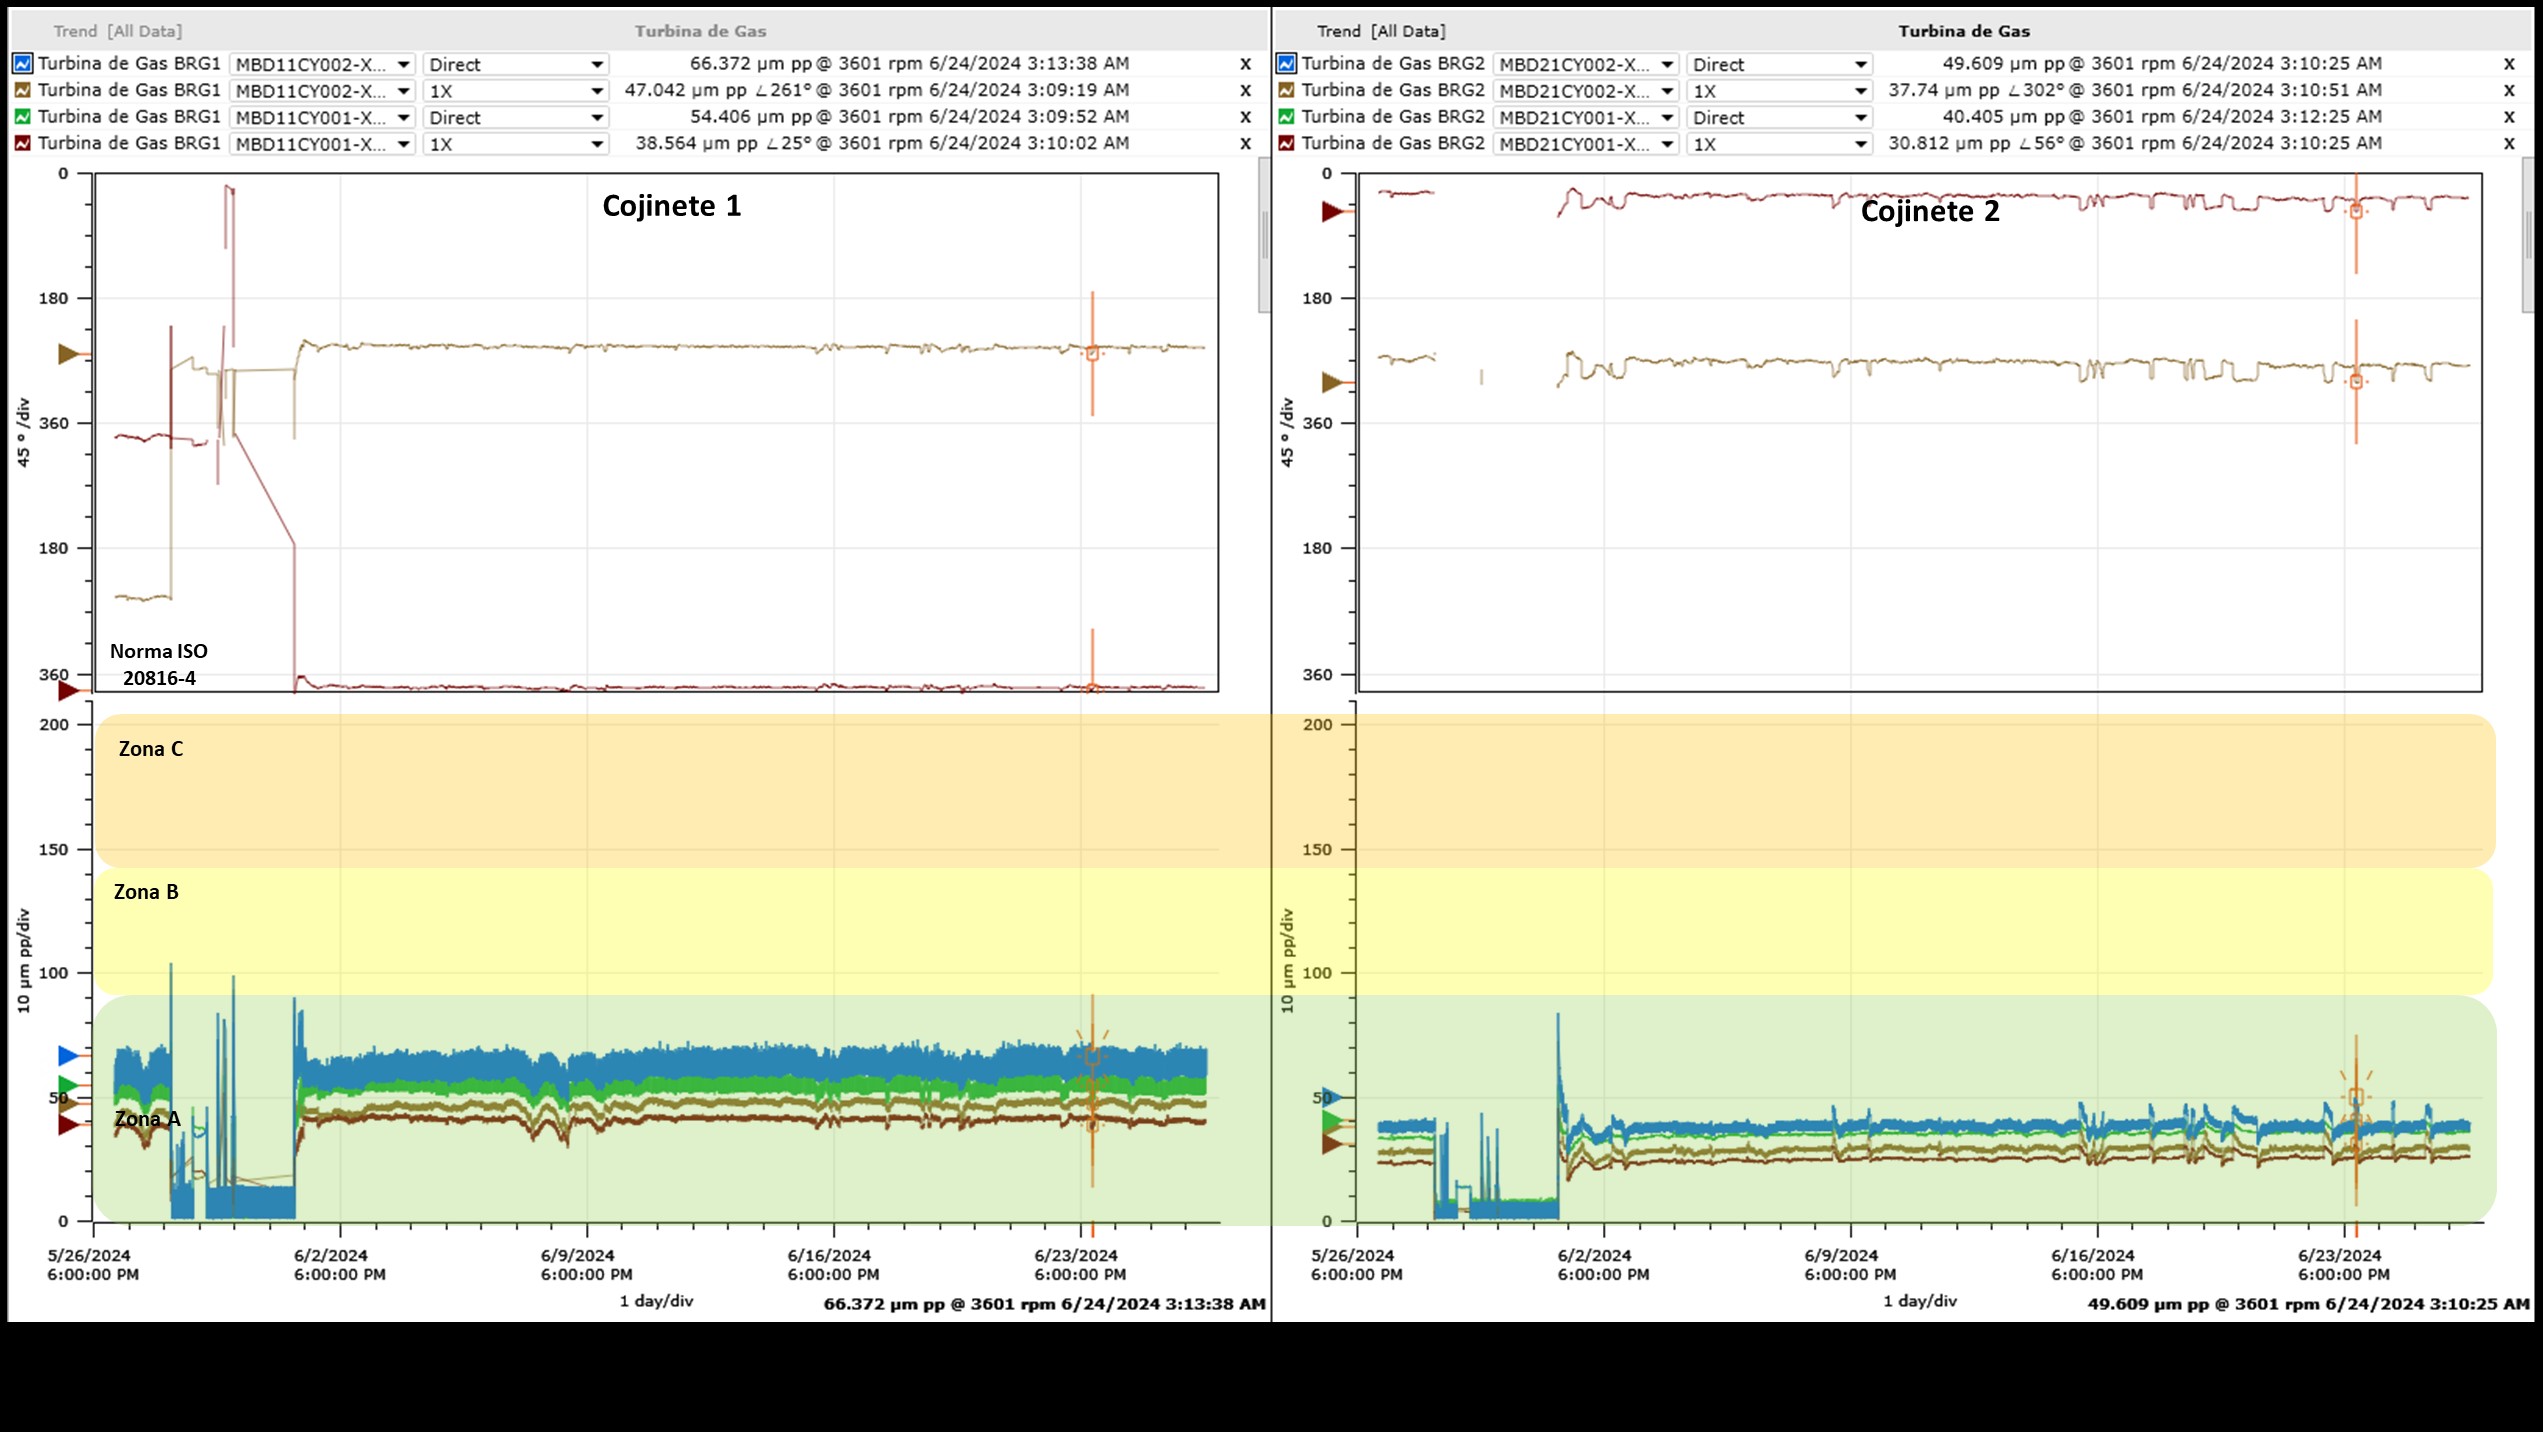 Trend [All Data] Turbina de Gas
Turbina de Gas BRG1 MBD11CY002-X... Direct 66.372 µm pp @ 3601 rpm 6/24/2024 3:13:38 AM X
Turbina de Gas BRG1 MBD11CY002-X... 1X 47.042 µm pp ∠261° @ 3601 rpm 6/24/2024 3:09:19 AM X
Turbina de Gas BRG1 MBD11CY001-X... Direct 54.406 µm pp @ 3601 rpm 6/24/2024 3:09:52 AM X
Turbina de Gas BRG1 MBD11CY001-X... 1X 38.564 µm pp ∠25° @ 3601 rpm 6/24/2024 3:10:02 AM X
0
Cojinete 1
180
360
45 ° /div
180
Norma ISO
20816-4
360
200
Zona C
150
Zona B
10 µm pp/div
100
50
Zona A
0
5/26/2024 6/2/2024 6/9/2024 6/16/2024 6/23/2024
6:00:00 PM 6:00:00 PM 6:00:00 PM 6:00:00 PM 6:00:00 PM
1 day/div 66.372 µm pp @ 3601 rpm 6/24/2024 3:13:38 AM
Trend [All Data] Turbina de Gas
Turbina de Gas BRG2 MBD21CY002-X... Direct 49.609 µm pp @ 3601 rpm 6/24/2024 3:10:25 AM X
Turbina de Gas BRG2 MBD21CY002-X... 1X 37.74 µm pp ∠302° @ 3601 rpm 6/24/2024 3:10:51 AM X
Turbina de Gas BRG2 MBD21CY001-X... Direct 40.405 µm pp @ 3601 rpm 6/24/2024 3:12:25 AM X
Turbina de Gas BRG2 MBD21CY001-X... 1X 30.812 µm pp ∠56° @ 3601 rpm 6/24/2024 3:10:25 AM X
0
Cojinete 2
180
360
45 ° /div
180
360
200
150
10 µm pp/div
100
50
0
5/26/2024 6/2/2024 6/9/2024 6/16/2024 6/23/2024
6:00:00 PM 6:00:00 PM 6:00:00 PM 6:00:00 PM 6:00:00 PM
1 day/div 49.609 µm pp @ 3601 rpm 6/24/2024 3:10:25 AM